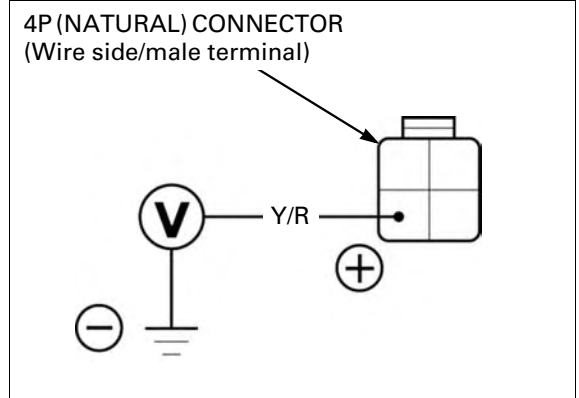 4P (NATURAL) CONNECTOR
(Wire side/male terminal)
V
Y/R
+
−